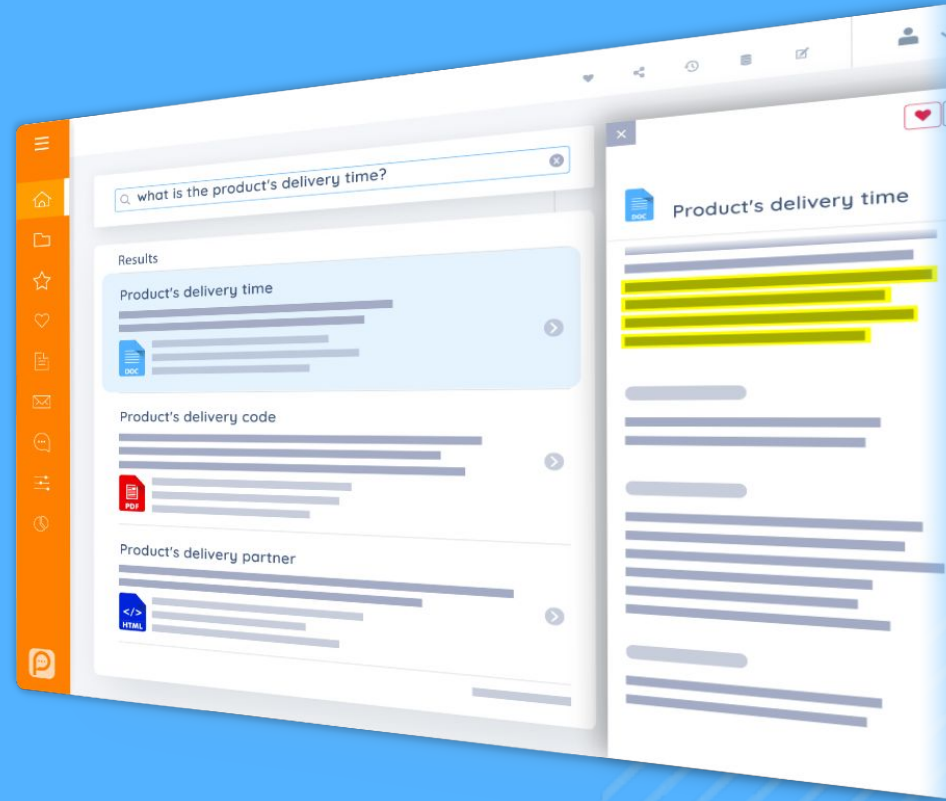 what is the product's delivery time?
Results
Product's delivery time
DOC
Product's delivery code
PDF
Product's delivery partner
</>
HTML
DOC
Product's delivery time